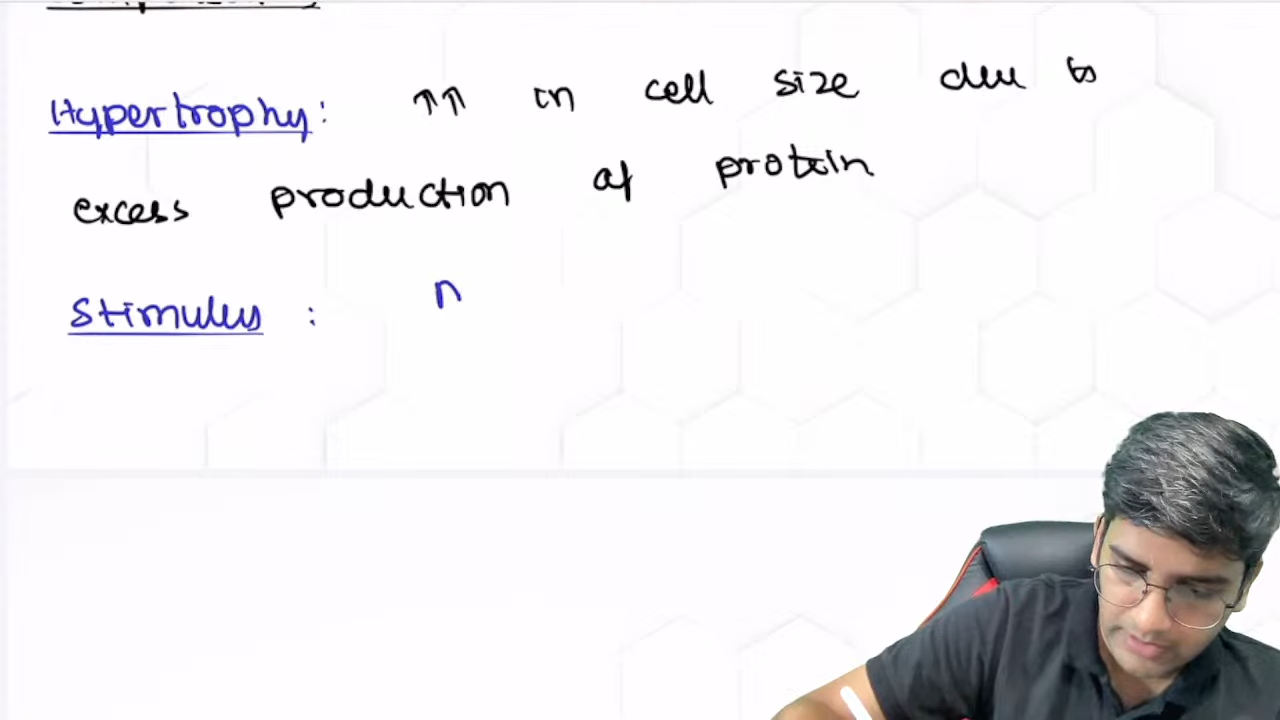 Hypertrophy: ↑↑ in cell size due to
excess production of protein
Stimulus : n